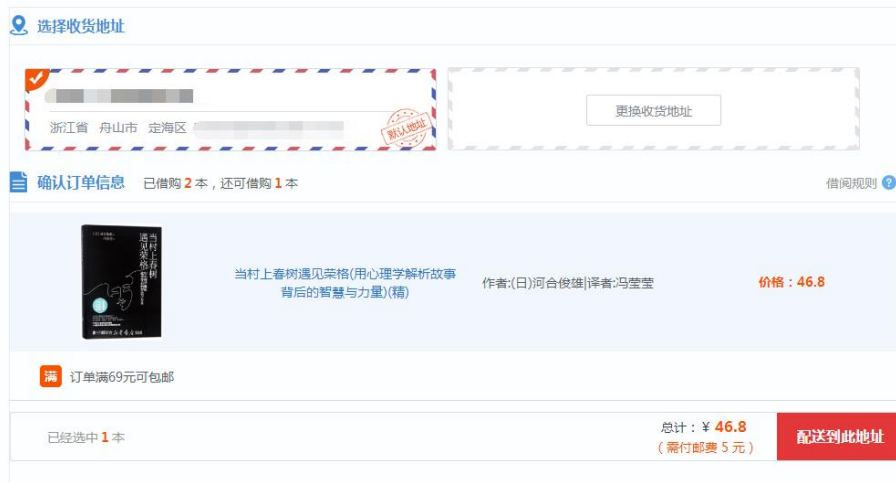 选择收货地址
浙江省 舟山市 定海区
默认地址
更换收货地址
确认订单信息 已借购 2 本，还可借购 1 本
借阅规则 ?
当村上春树
遇见荣格
当村上春树遇见荣格(用心理学解析故事
背后的智慧与力量)(精)
作者:(日)河合俊雄|译者:冯莹莹
价格：46.8
满 订单满69元可包邮
已经选中 1 本
总计：¥ 46.8
（需付邮费 5 元）
配送到此地址